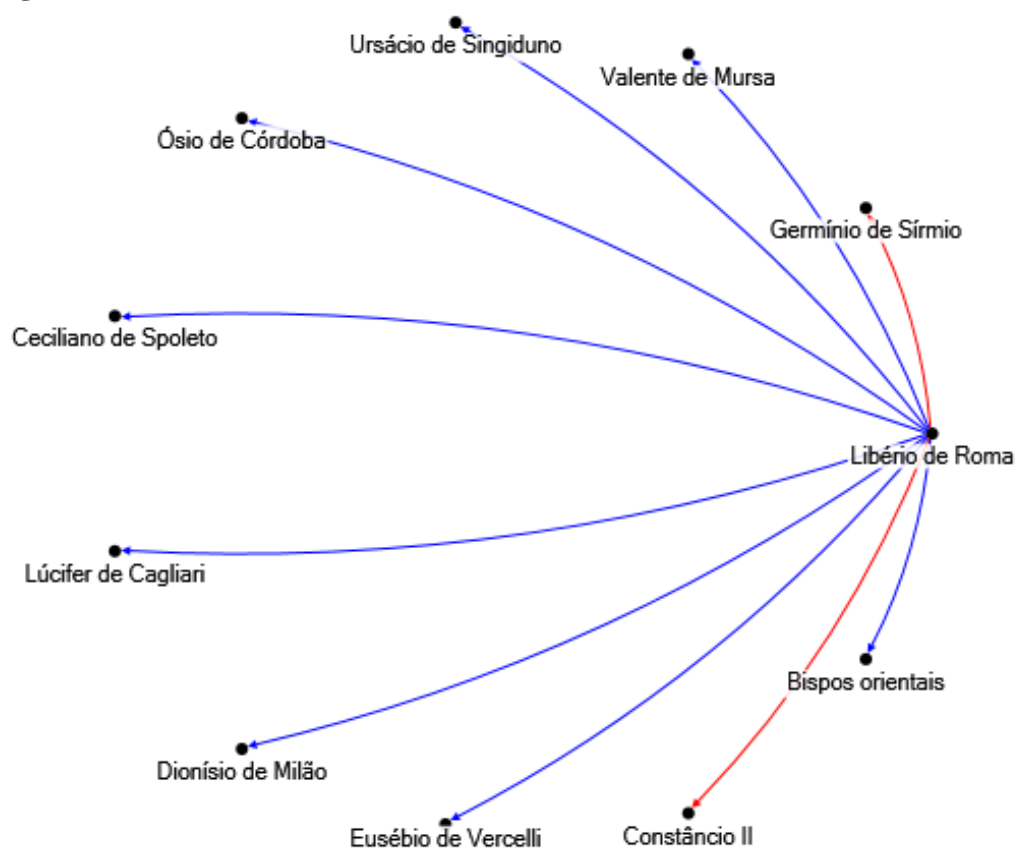 Ursácio de Singiduno
Valente de Mursa
Ósio de Córdoba
Germínio de Sírmio
Ceciliano de Spoleto
Libério de Roma
Lúcifer de Cagliari
Bispos orientais
Dionísio de Milão
Eusébio de Vercelli
Constâncio II